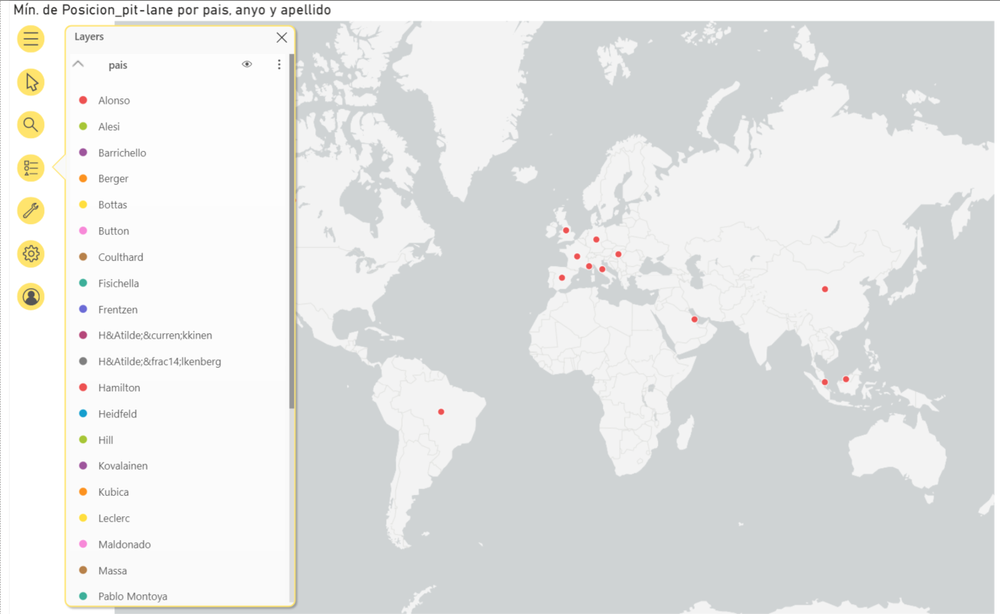 Mín. de Posicion_pit-lane por pais, anyo y apellido
Layers
pais
Alonso
Alesi
Barrichello
Berger
Bottas
Button
Coulthard
Fisichella
Frentzen
H&Atilde;&curren;kkinen
H&Atilde;&frac14;lkenberg
Hamilton
Heidfeld
Hill
Kovalainen
Kubica
Leclerc
Maldonado
Massa
Pablo Montoya